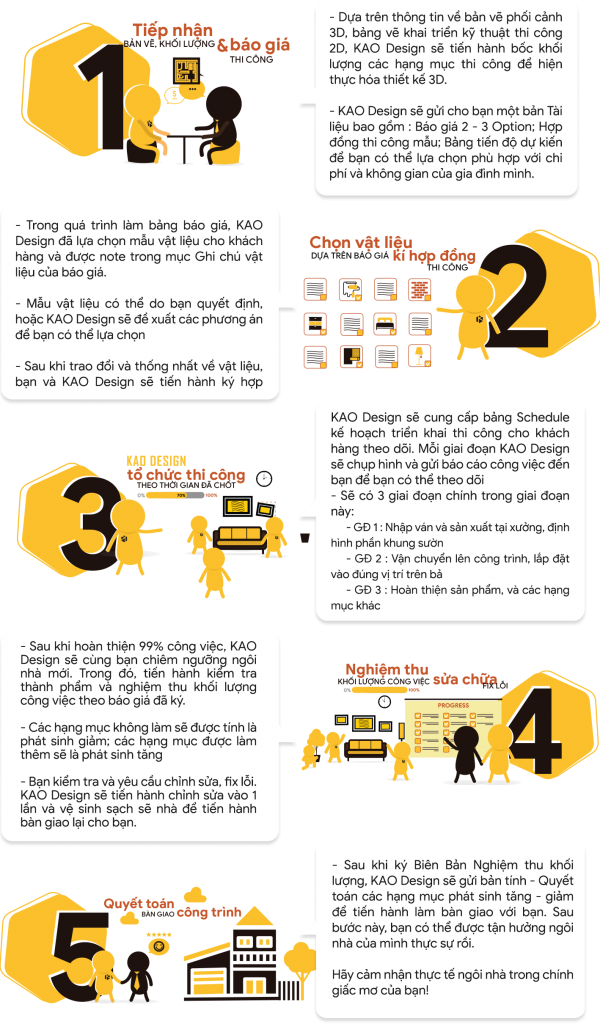 1
Tiếp nhận
BẢN VẼ, KHỐI LƯỢNG & báo giá
THI CÔNG
- Dựa trên thông tin về bản vẽ phối cảnh
3D, bảng vẽ khai triển kỹ thuật thi công
2D, KAO Design sẽ tiến hành bốc khối
lượng các hạng mục thi công để hiện
thực hóa thiết kế 3D.
- KAO Design sẽ gửi cho bạn một bản Tài
liệu bao gồm : Báo giá 2 - 3 Option; Hợp
đồng thi công mẫu; Bảng tiến độ dự kiến
để bạn có thể lựa chọn phù hợp với chi
phí và không gian của gia đình mình.
- Trong quá trình làm bảng báo giá, KAO
Design đã lựa chọn mẫu vật liệu cho khách
hàng và được note trong mục Ghi chú vật
liệu của báo giá.
- Mẫu vật liệu có thể do bạn quyết định,
hoặc KAO Design sẽ đề xuất các phương án
để bạn có thể lựa chọn
- Sau khi trao đổi và thống nhất về vật liệu,
bạn và KAO Design sẽ tiến hành ký hợp
Chọn vật liệu
DỰA TRÊN BÁO GIÁ kí hợp đồng
THI CÔNG
2
3
KAO DESIGN
tổ chức thi công
THEO THỜI GIAN ĐÃ CHỐT
0% 70% 100%
KAO Design sẽ cung cấp bảng Schedule
kế hoạch triển khai thi công cho khách
hàng theo dõi. Mỗi giai đoạn KAO Design
sẽ chụp hình và gửi báo cáo công việc đến
bạn để bạn có thể theo dõi
- Sẽ có 3 giai đoạn chính trong giai đoạn
này:
- GĐ 1 : Nhập ván và sản xuất tại xưởng, định
hình phần khung sườn
- GĐ 2 : Vận chuyển lên công trình, lắp đặt
vào đúng vị trí trên bả
- GĐ 3 : Hoàn thiện sản phẩm, và các hạng
mục khác
- Sau khi hoàn thiện 99% công việc, KAO
Design sẽ cùng bạn chiêm ngưỡng ngôi
nhà mới. Trong đó, tiến hành kiểm tra
thành phẩm và nghiệm thu khối lượng
công việc theo báo giá đã ký.
- Các hạng mục không làm sẽ được tính là
phát sinh giảm; các hạng mục được làm
thêm sẽ là phát sinh tăng
- Bạn kiểm tra và yêu cầu chỉnh sửa, fix lỗi.
KAO Design sẽ tiến hành chỉnh sửa vào 1
lần và vệ sinh sạch sẽ nhà để tiến hành
bàn giao lại cho bạn.
Nghiệm thu
KHỐI LƯỢNG CÔNG VIỆC sửa chữa
FIX LỖI
0% 100%
PROGRESS
4
5
Quyết toán
BÀN GIAO công trình
- Sau khi ký Biên Bản Nghiệm thu khối
lượng, KAO Design sẽ gửi bản tính - Quyết
toán các hạng mục phát sinh tăng - giảm
để tiến hành làm bàn giao với bạn. Sau
bước này, bạn có thể được tận hưởng ngôi
nhà của mình thực sự rồi.
Hãy cảm nhận thực tế ngôi nhà trong chính
giấc mơ của bạn!